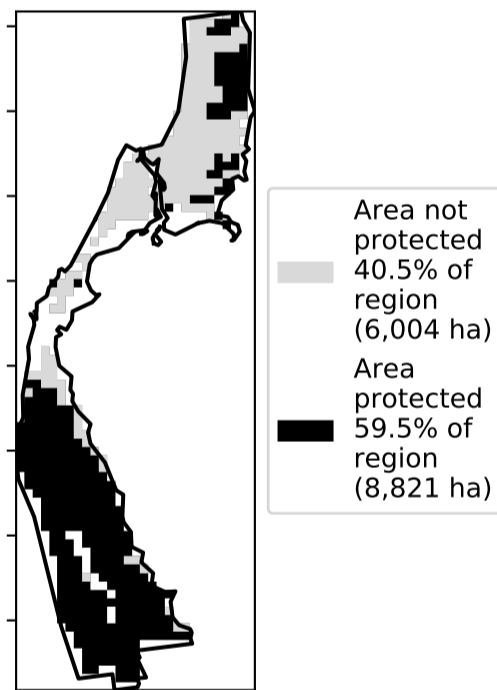 Area not
protected
40.5% of
region
(6,004 ha)
Area
protected
59.5% of
region
(8,821 ha)